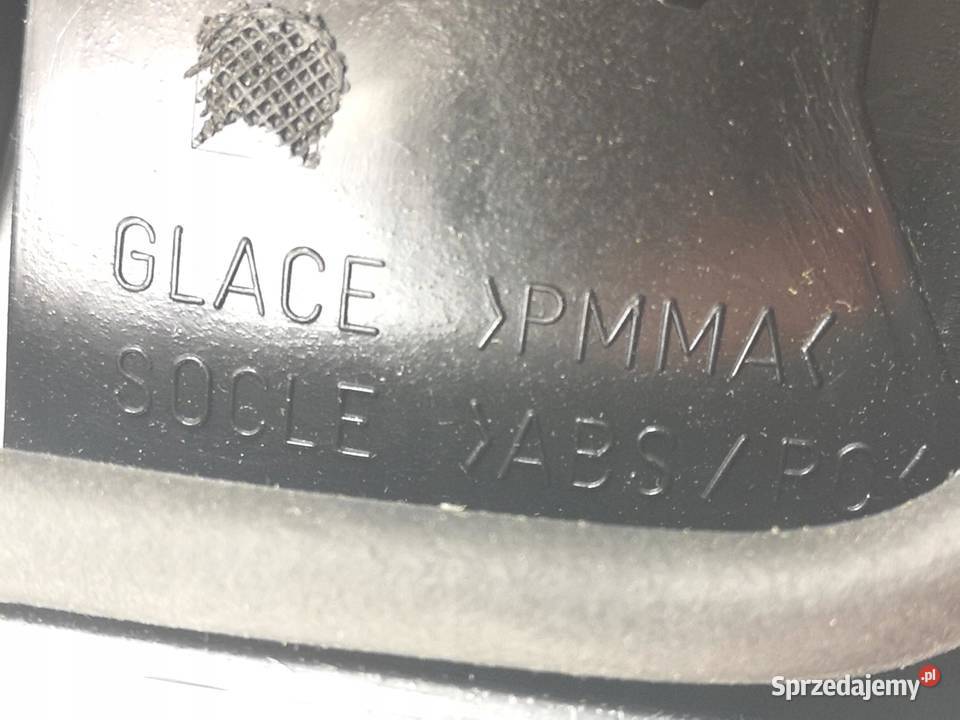 GLACE >PMMA<
SOCLE >ABS/PC<
Sprzedajemy.pl